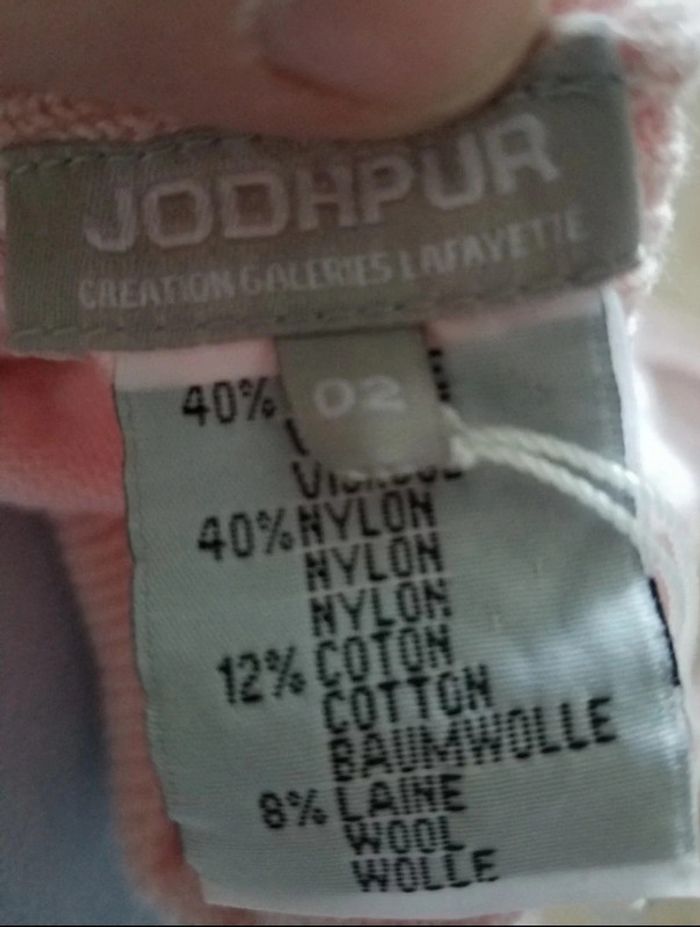 JODHPUR
CREATION GALERIES LAFAYETTE
02
40%
40% NYLON
NYLON
NYLON
12% COTON
COTTON
BAUMWOLLE
8% LAINE
WOOL
WOLLE